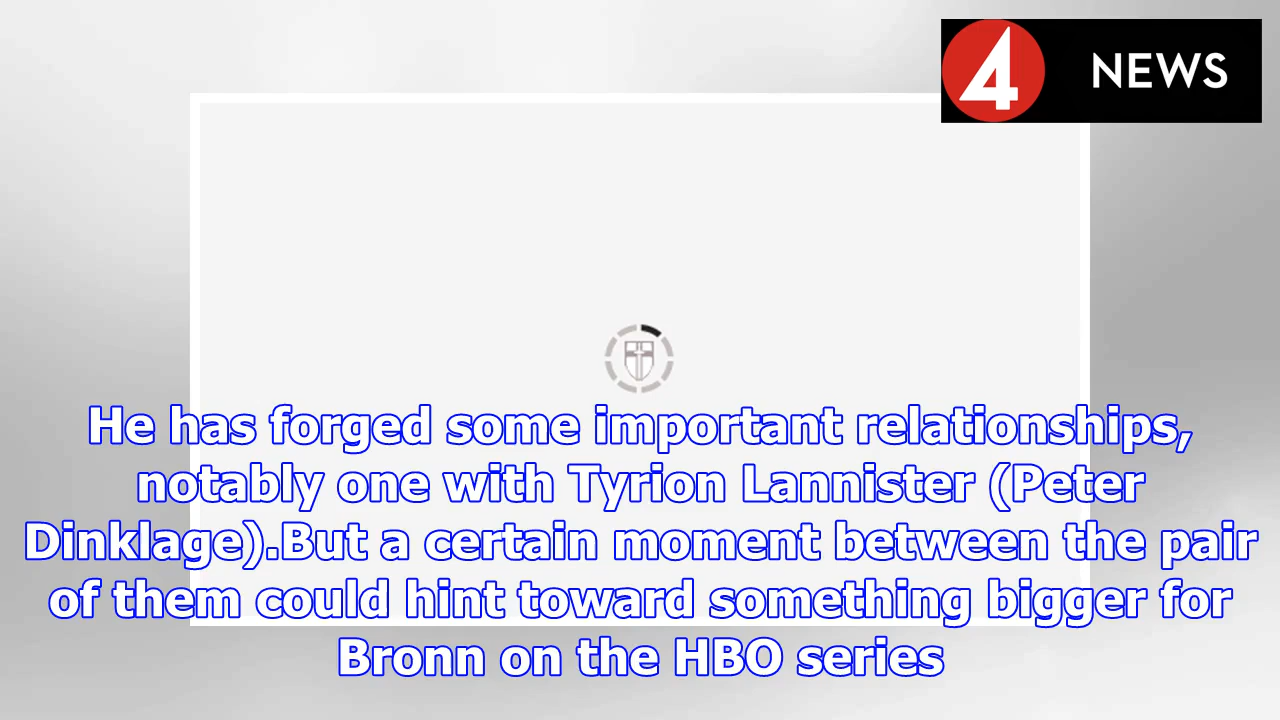 4 NEWS
He has forged some important relationships,
notably one with Tyrion Lannister (Peter
Dinklage).But a certain moment between the pair
of them could hint toward something bigger for
Bronn on the HBO series